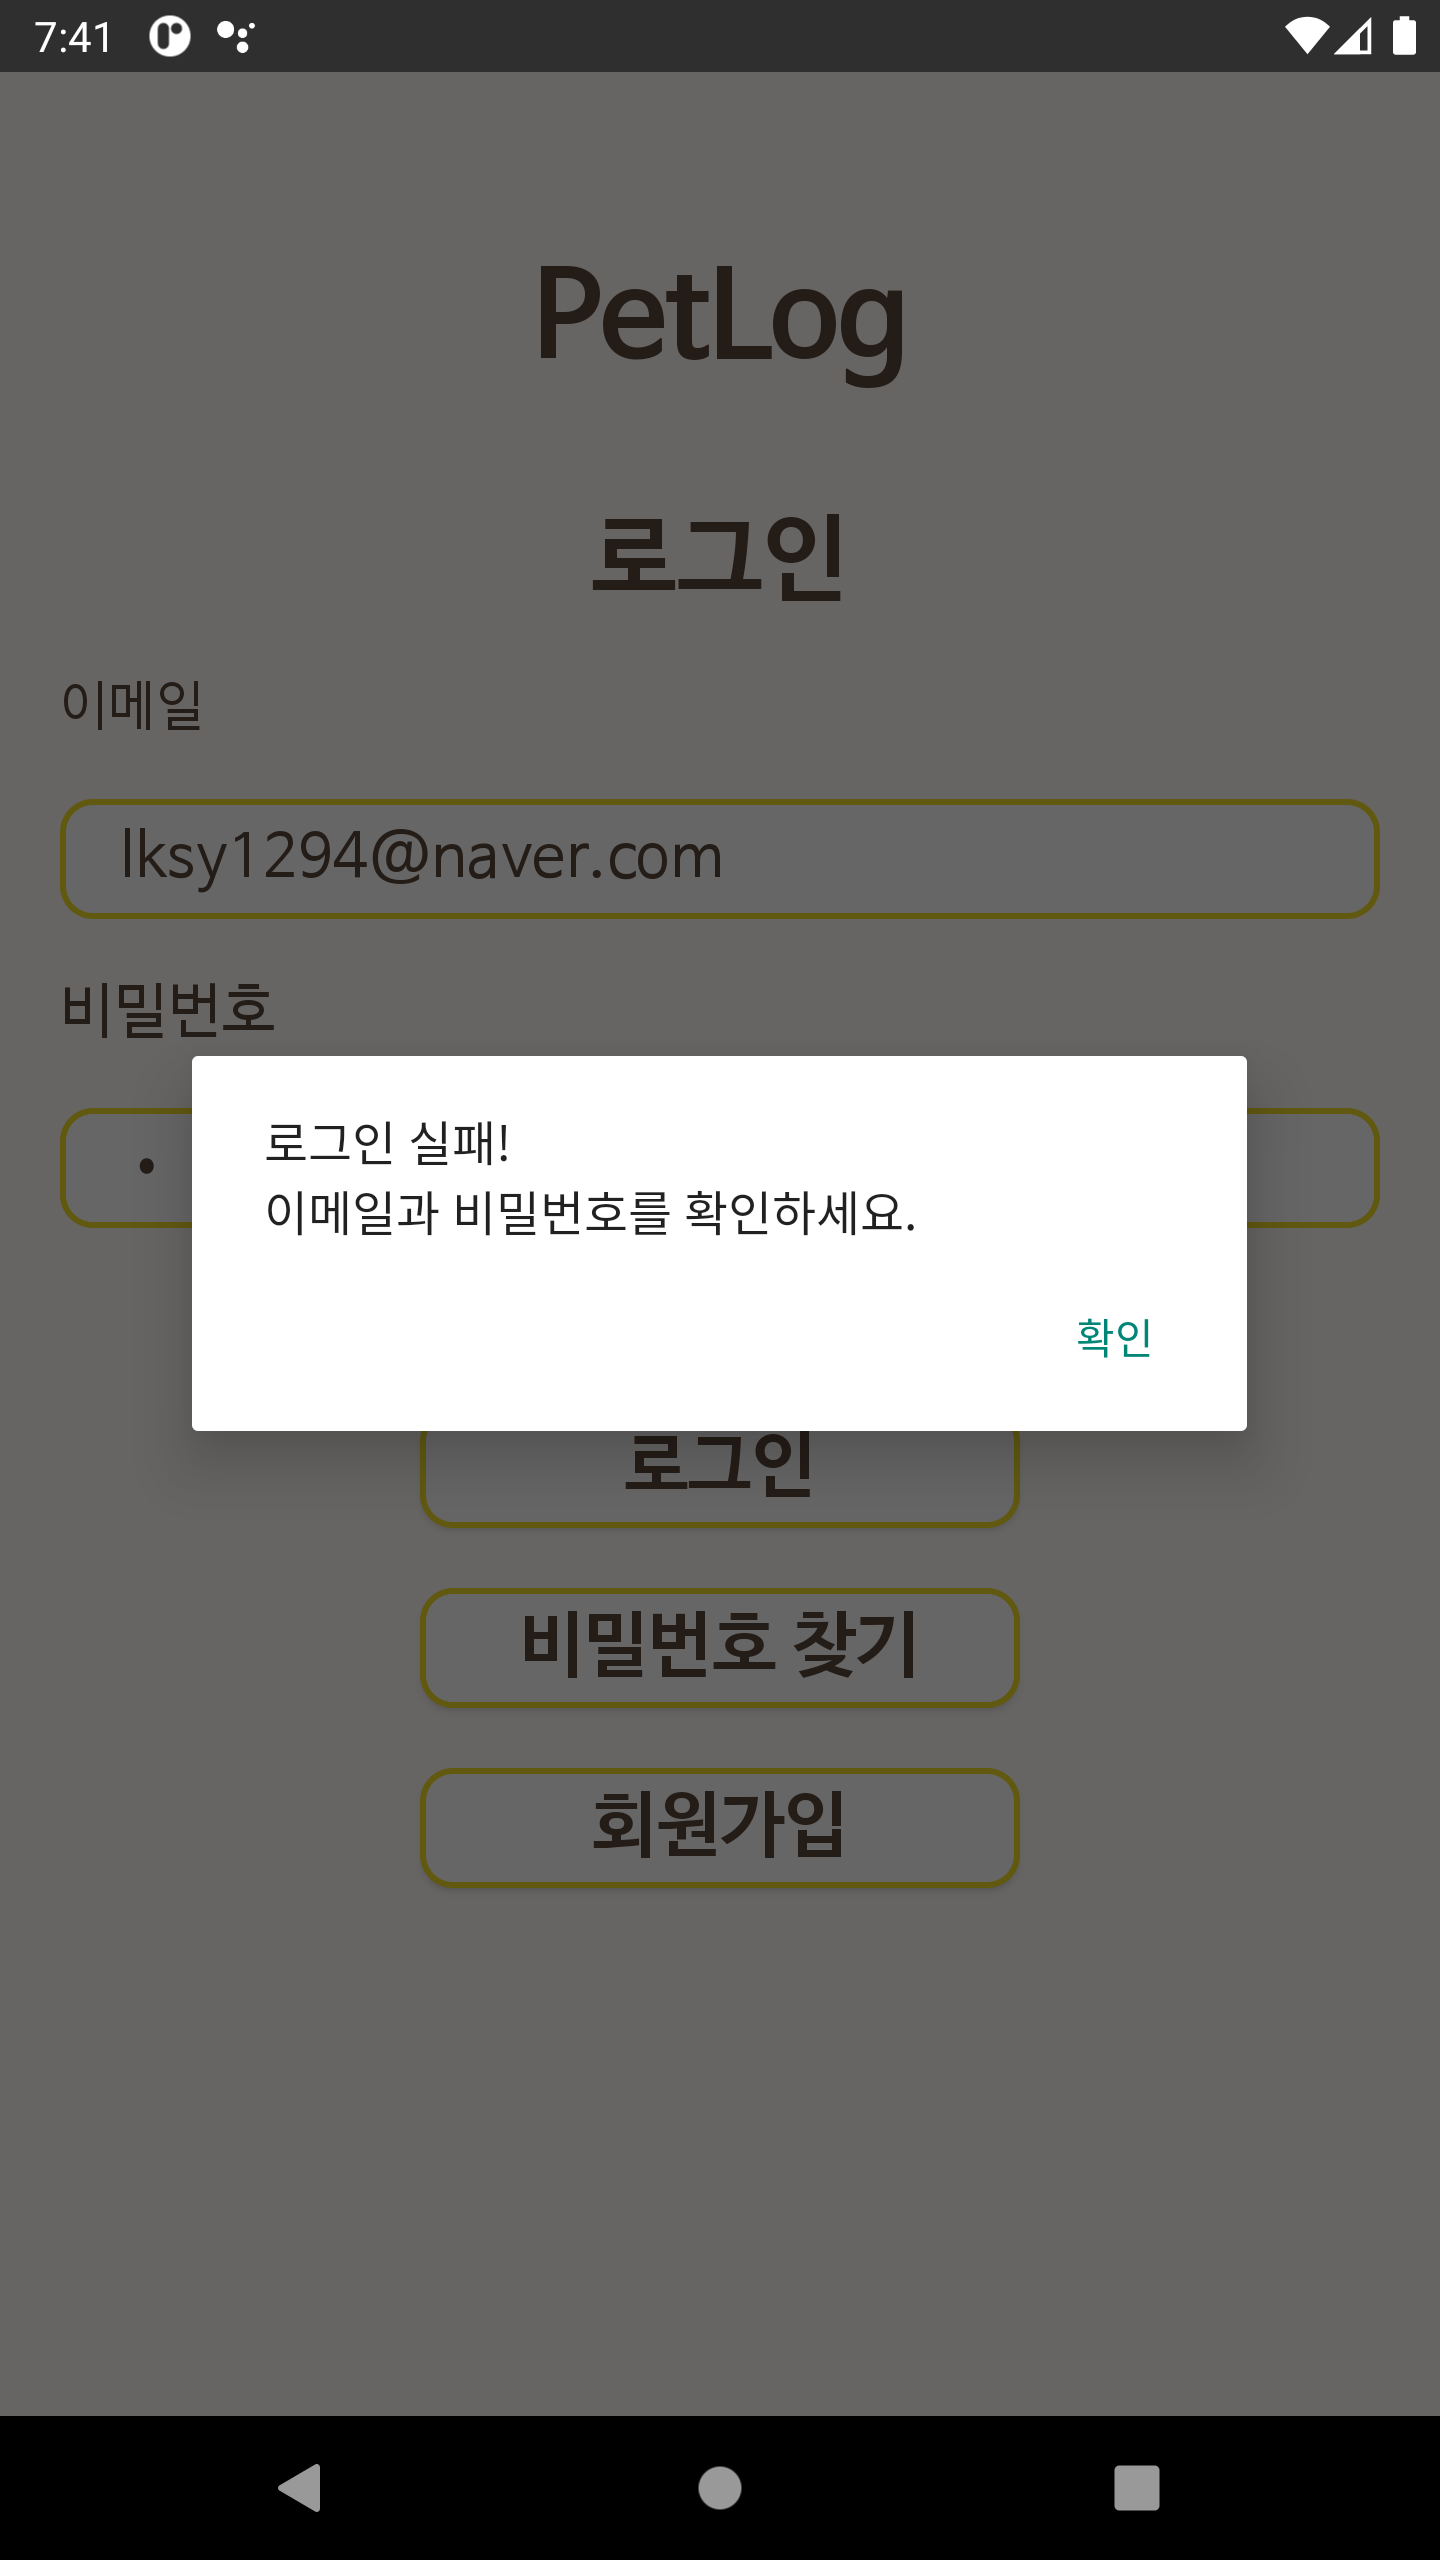 7:41
PetLog
로그인
이메일
lksy1294@naver.com
비밀번호
로그인 실패!
이메일과 비밀번호를 확인하세요.
확인
로그인
비밀번호 찾기
회원가입